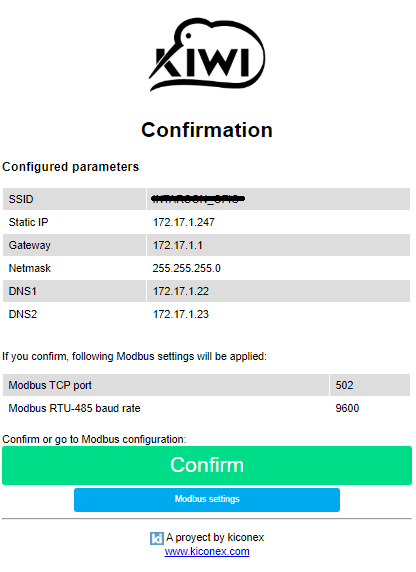 KIWI
Confirmation
Configured parameters
SSID
Static IP 172.17.1.247
Gateway 172.17.1.1
Netmask 255.255.255.0
DNS1 172.17.1.22
DNS2 172.17.1.23
If you confirm, following Modbus settings will be applied:
Modbus TCP port 502
Modbus RTU-485 baud rate 9600
Confirm or go to Modbus configuration:
Confirm
Modbus settings
A proyect by kiconex
www.kiconex.com